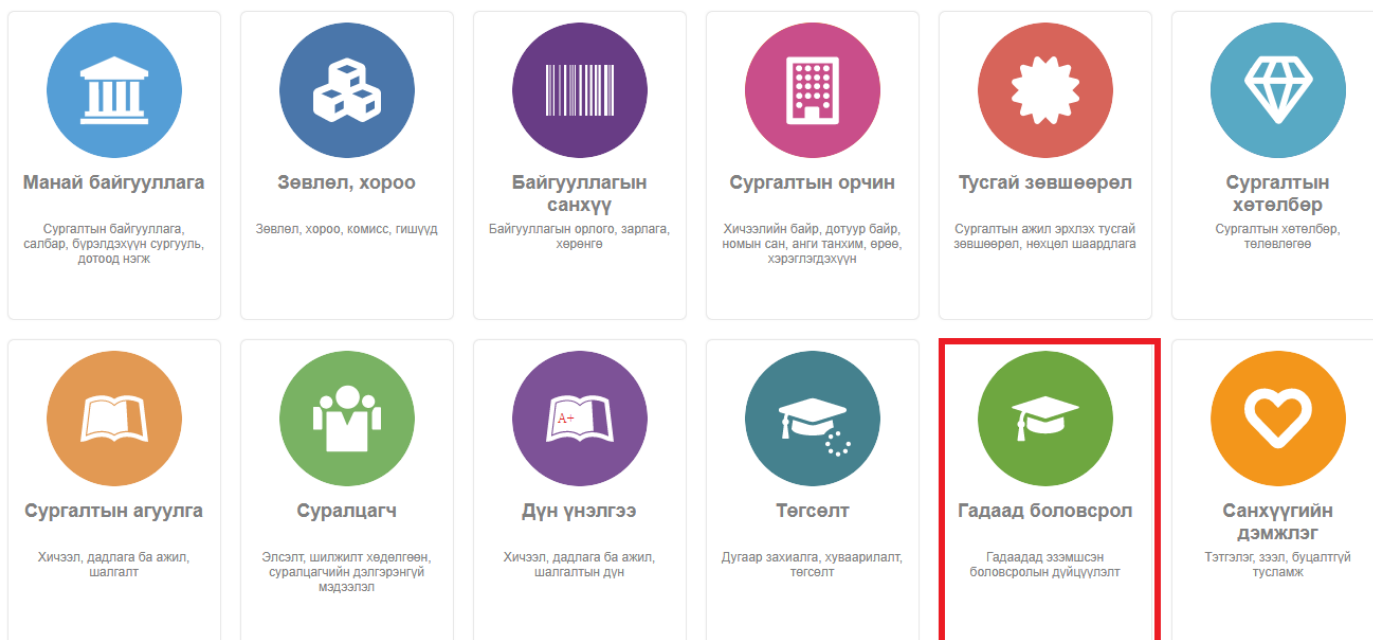 Манай байгууллага
Сургалтын байгууллага,
салбар, бүрэлдэхүүн сургууль,
дотоод нэгж
Зөвлөл, хороо
Зөвлөл, хороо, комисс, гишүүд
Байгууллагын
санхүү
Байгууллагын орлого, зарлага,
хөрөнгө
Сургалтын орчин
Хичээлийн байр, дотуур байр,
номын сан, анги танхим, өрөө,
хэрэглэгдэхүүн
Тусгай зөвшөөрөл
Сургалтын ажил эрхлэх тусгай
зөвшөөрөл, нөхцөл шаардлага
Сургалтын
хөтөлбөр
Сургалтын хөтөлбөр,
төлөвлөгөө
Сургалтын агуулга
Хичээл, дадлага ба ажил,
шалгалт
Суралцагч
Элсэлт, шилжилт хөдөлгөөн,
суралцагчийн дэлгэрэнгүй
мэдээлэл
A+
Дүн үнэлгээ
Хичээл, дадлага ба ажил,
шалгалтын дүн
Төгсөлт
Дугаар захиалга, хуваарилалт,
төгсөлт
Гадаад боловсрол
Гадаадад эзэмшсэн
боловсролын дүйцүүлэлт
Санхүүгийн
дэмжлэг
Тэтгэлэг, зээл, буцалтгүй
тусламж